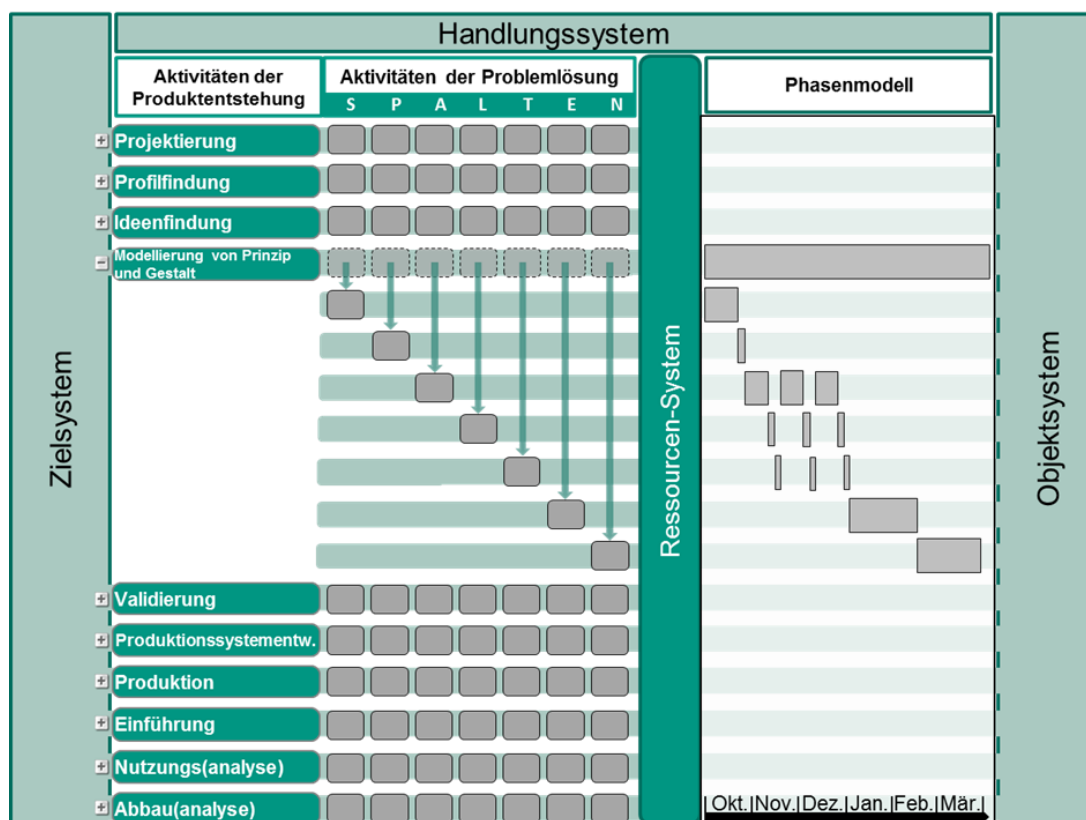 Handlungssystem
Zielsystem
Aktivitäten der
Produktentstehung
Aktivitäten der Problemlösung
S P A L T E N
Ressourcen-System
Phasenmodell
Objektsystem
+ Projektierung
+ Profilfindung
+ Ideenfindung
− Modellierung von Prinzip
und Gestalt
+ Validierung
+ Produktionssystementw.
+ Produktion
+ Einführung
+ Nutzungs(analyse)
+ Abbau(analyse)
|Okt.|Nov.|Dez.|Jan.|Feb.|Mär.|